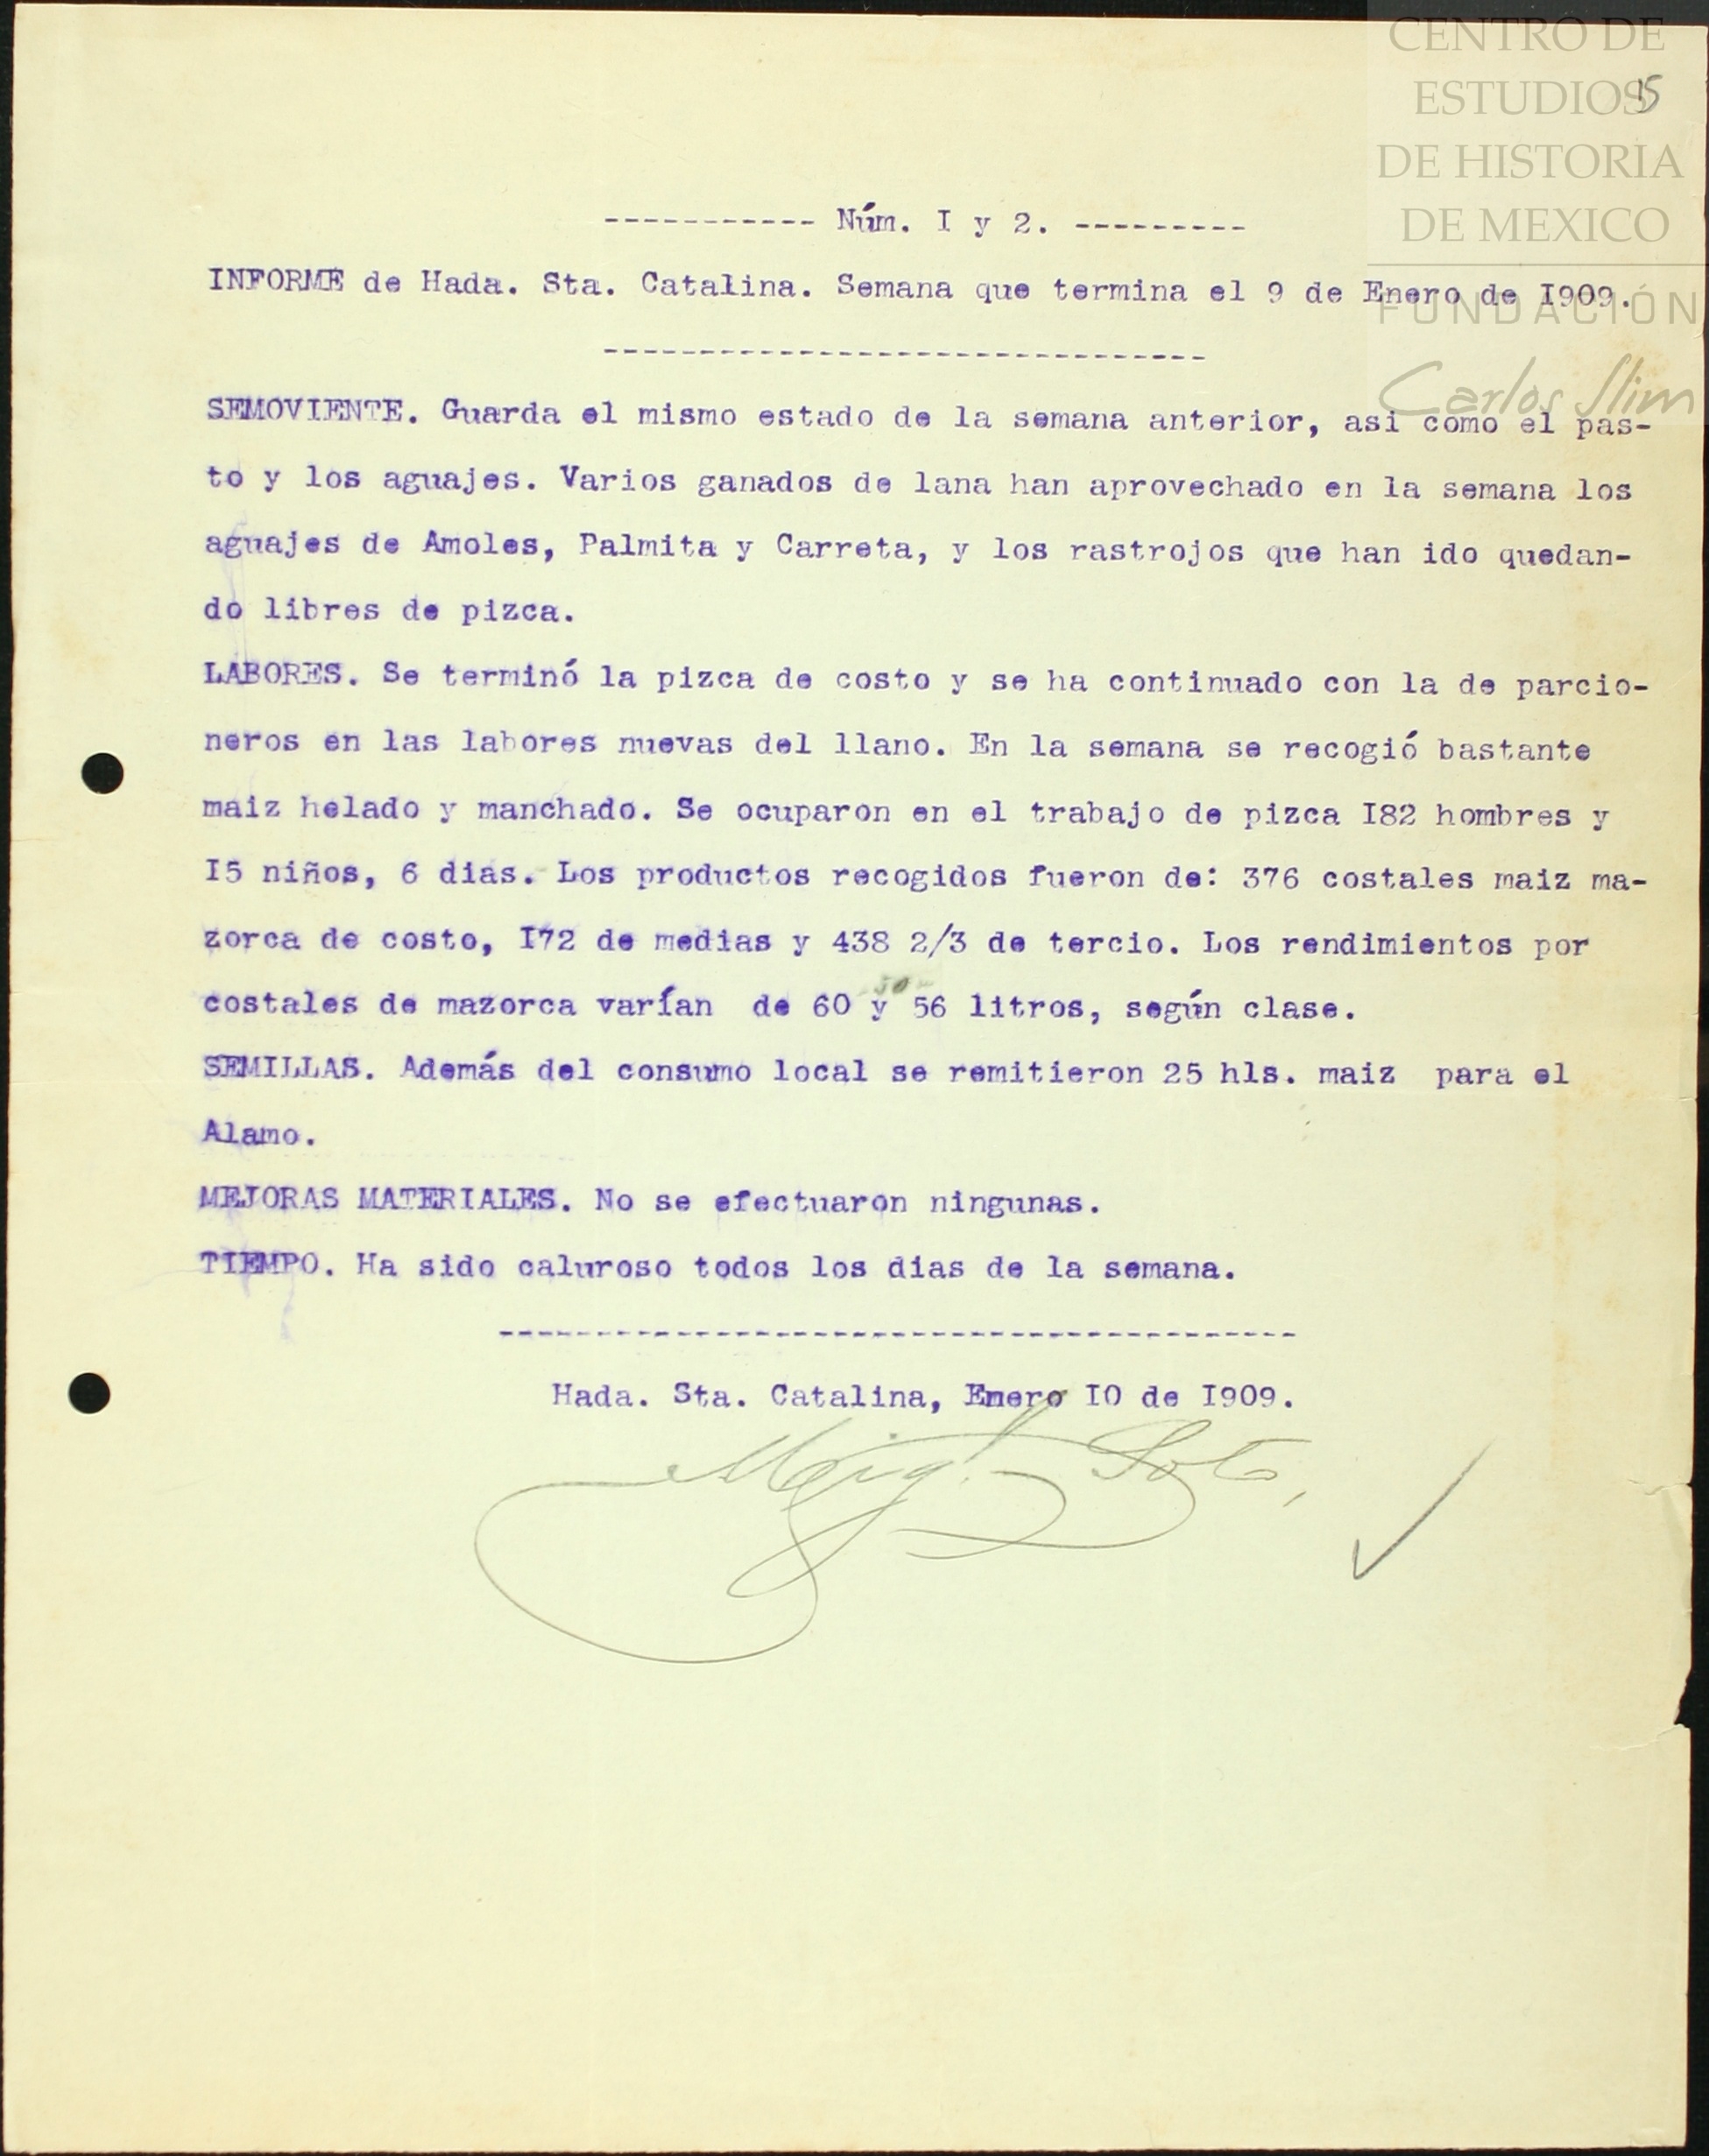 CENTRO DE
ESTUDIOS
DE HISTORIA
DE MEXICO
FUNDACIÓN
Carlos Slim
15
----------- Núm. I y 2. ---------
INFORME de Hada. Sta. Catalina. Semana que termina el 9 de Enero de I909.
-------------------------------
SEMOVIENTE. Guarda el mismo estado de la semana anterior, asi como el pas-
to y los aguajes. Varios ganados de lana han aprovechado en la semana los
aguajes de Amoles, Palmita y Carreta, y los rastrojos que han ido quedan-
do libres de pizca.
LABORES. Se terminó la pizca de costo y se ha continuado con la de parcio-
neros en las labores nuevas del llano. En la semana se recogió bastante
maiz helado y manchado. Se ocuparon en el trabajo de pizca I82 hombres y
I5 niños, 6 dias. Los productos recogidos fueron de: 376 costales maiz ma-
zorca de costo, I72 de medias y 438 2/3 de tercio. Los rendimientos por
costales de mazorca varían  de 60 y 56 litros, según clase.
SEMILLAS. Además del consumo local se remitieron 25 hls. maiz  para el
Alamo.
MEJORAS MATERIALES. No se efectuaron ningunas.
TIEMPO. Ha sido caluroso todos los dias de la semana.
-----------------------------------------
Hada. Sta. Catalina, Enero IO de I909.
Migl. Soto,